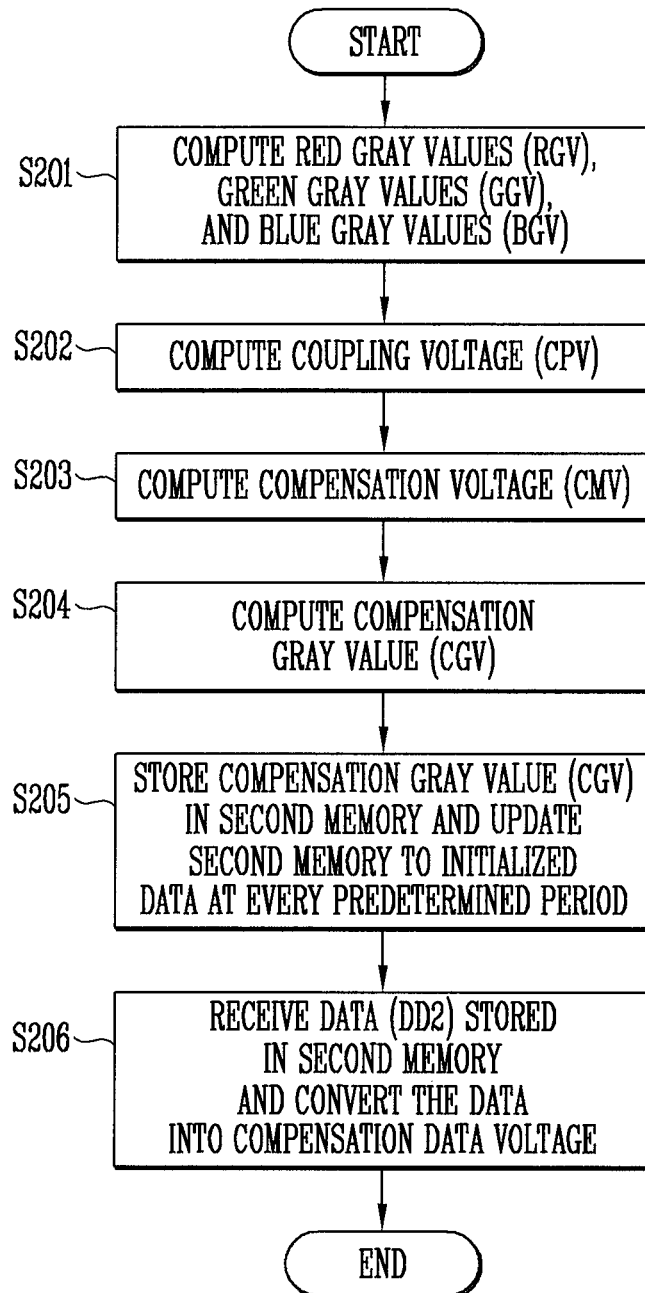 START
S201
COMPUTE RED GRAY VALUES (RGV),
GREEN GRAY VALUES (GGV),
AND BLUE GRAY VALUES (BGV)
S202
COMPUTE COUPLING VOLTAGE (CPV)
S203
COMPUTE COMPENSATION VOLTAGE (CMV)
S204
COMPUTE COMPENSATION
GRAY VALUE (CGV)
S205
STORE COMPENSATION GRAY VALUE (CGV)
IN SECOND MEMORY AND UPDATE
SECOND MEMORY TO INITIALIZED
DATA AT EVERY PREDETERMINED PERIOD
S206
RECEIVE DATA (DD2) STORED
IN SECOND MEMORY
AND CONVERT THE DATA
INTO COMPENSATION DATA VOLTAGE
END